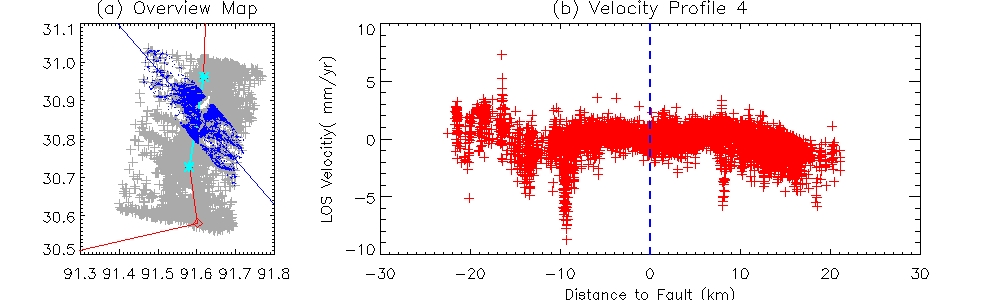 (a) Overview Map
(b) Velocity Profile 4
31.1
31.0
30.9
30.8
30.7
30.6
30.5
91.3 91.4 91.5 91.6 91.7 91.8
LOS Velocitiy( mm/yr)
10
5
0
−5
−10
−30 −20 −10 0 10 20 30
Distance to Fault (km)